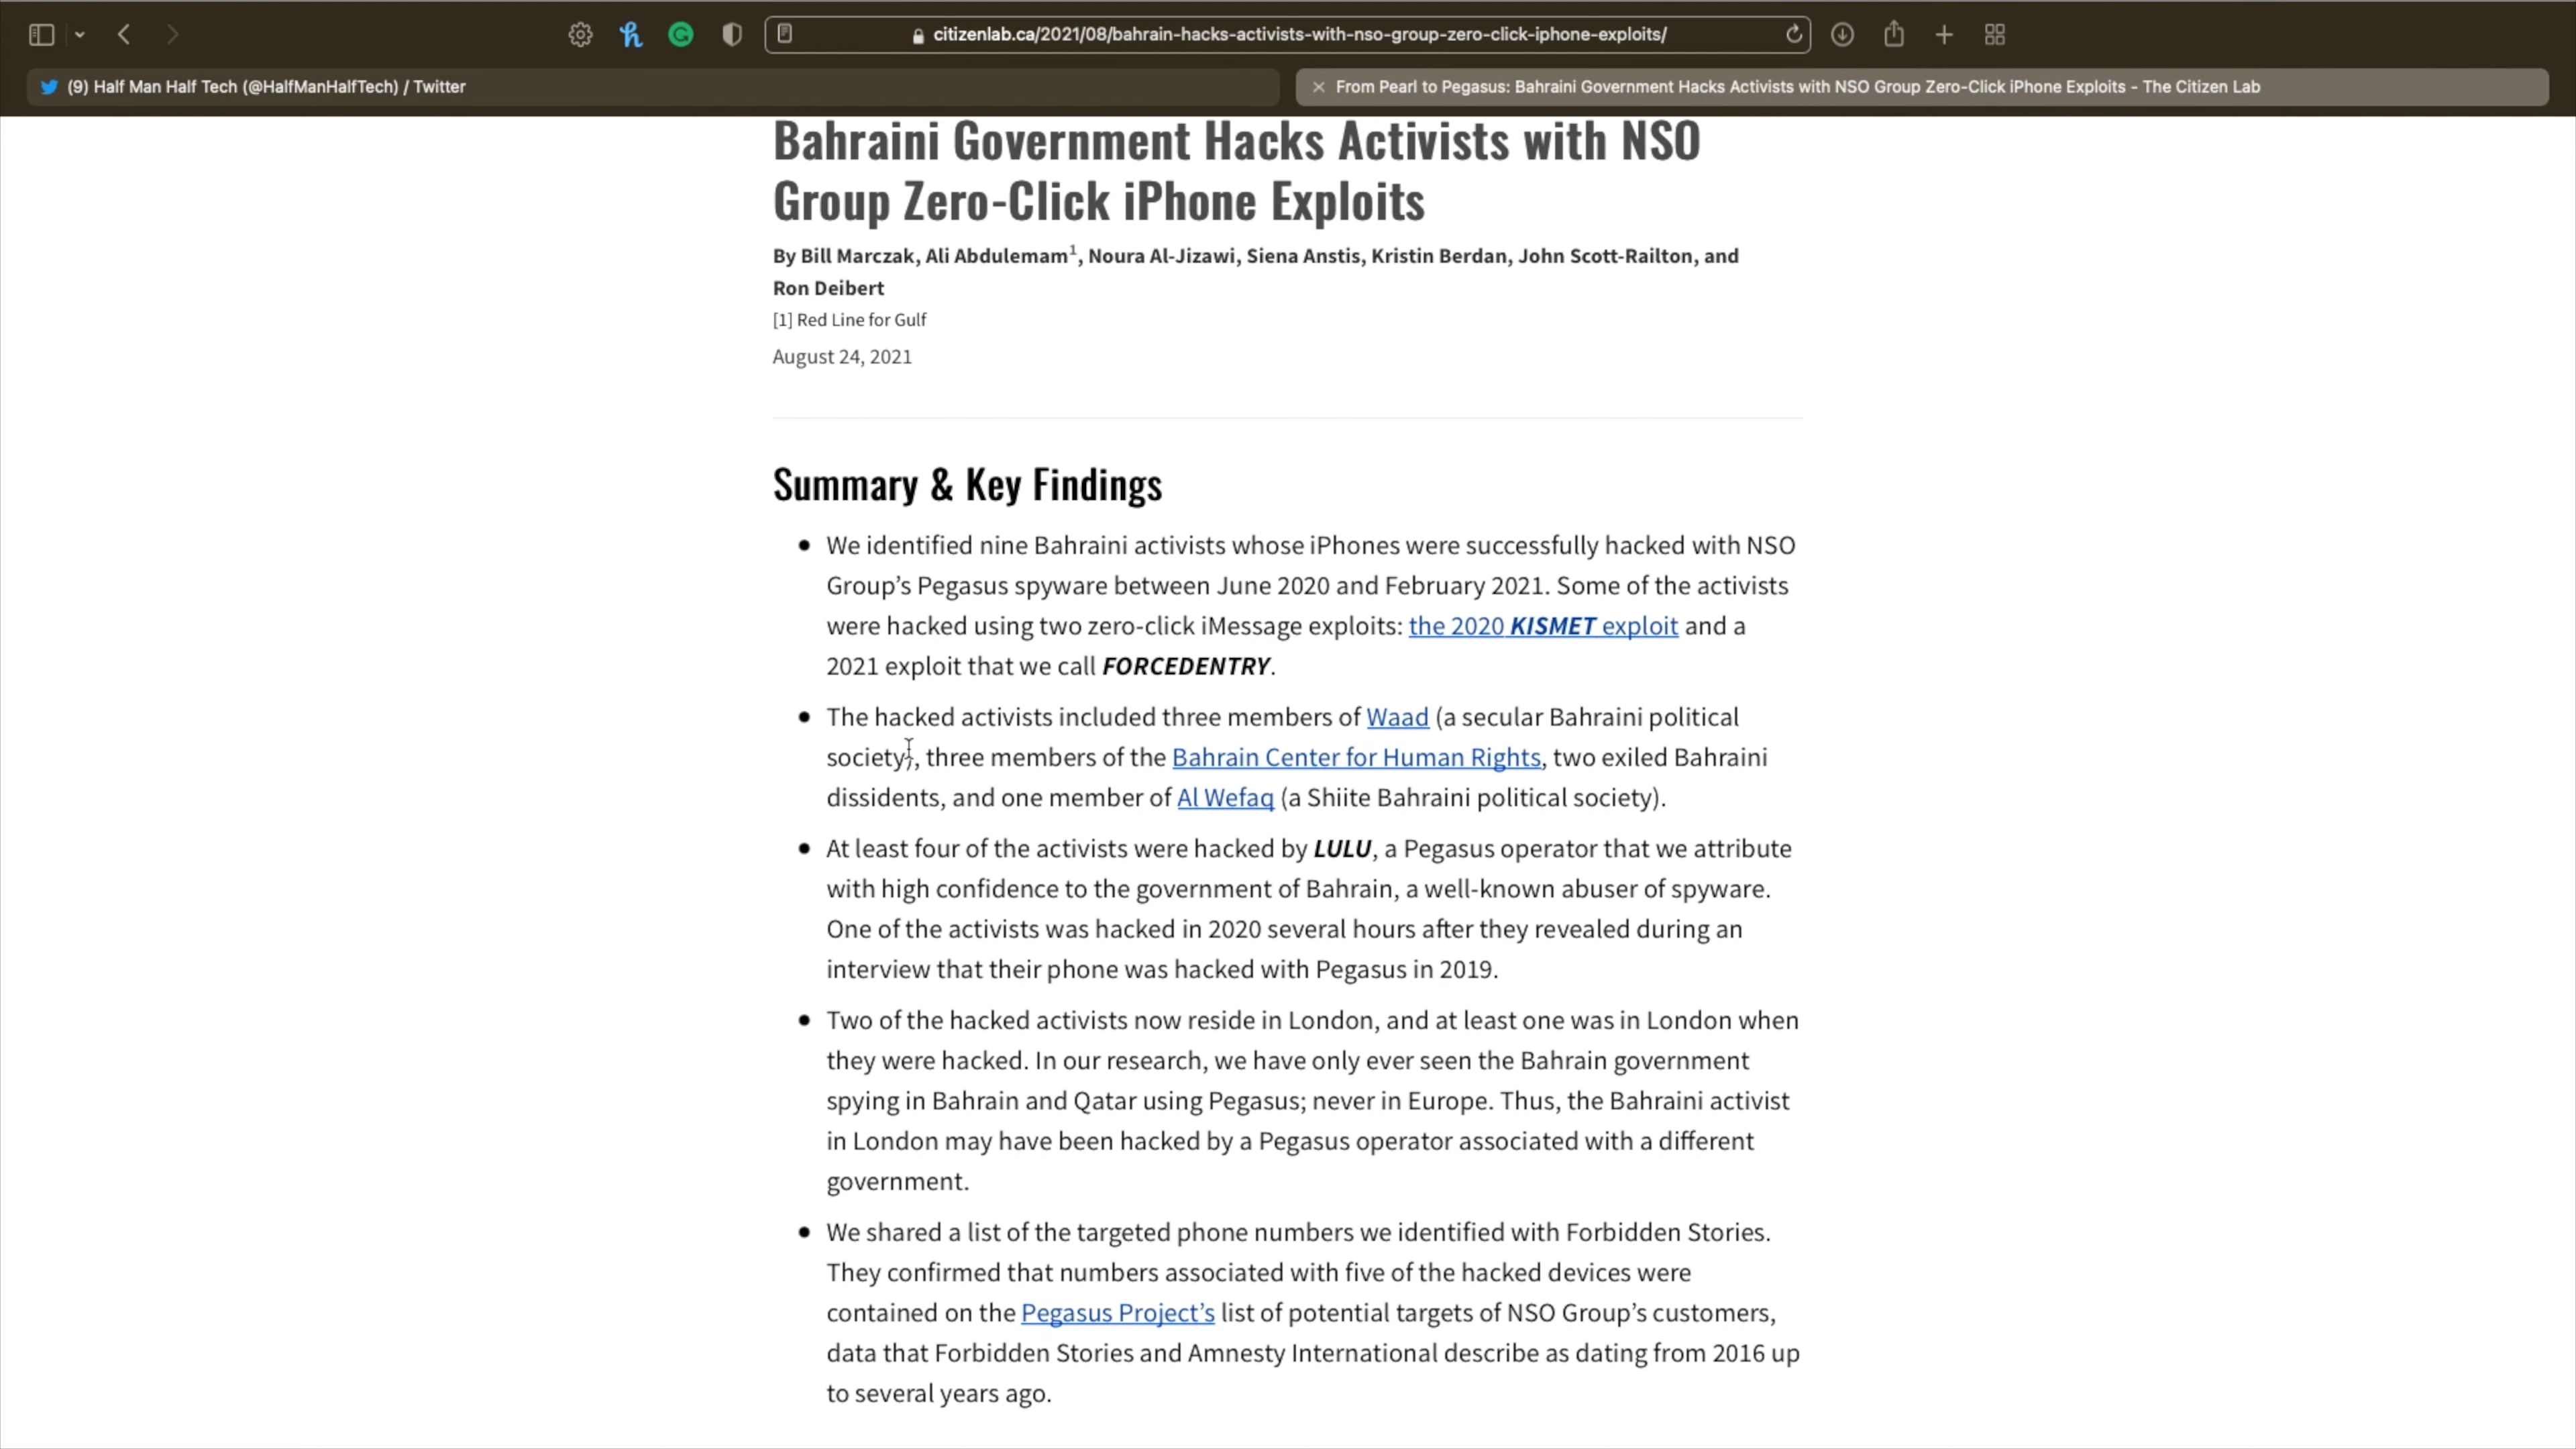 citizenlab.ca/2021/08/bahrain-hacks-activists-with-nso-group-zero-click-iphone-exploits/
(9) Half Man Half Tech (@HalfManHalfTech) / Twitter
From Pearl to Pegasus: Bahraini Government Hacks Activists with NSO Group Zero-Click iPhone Exploits - The Citizen Lab
Bahraini Government Hacks Activists with NSO
Group Zero-Click iPhone Exploits
By Bill Marczak, Ali Abdulemam1, Noura Al-Jizawi, Siena Anstis, Kristin Berdan, John Scott-Railton, and
Ron Deibert
[1] Red Line for Gulf
August 24, 2021
Summary & Key Findings
• We identified nine Bahraini activists whose iPhones were successfully hacked with NSO
Group’s Pegasus spyware between June 2020 and February 2021. Some of the activists
were hacked using two zero-click iMessage exploits: the 2020 KISMET exploit and a
2021 exploit that we call FORCEDENTRY.
• The hacked activists included three members of Waad (a secular Bahraini political
society), three members of the Bahrain Center for Human Rights, two exiled Bahraini
dissidents, and one member of Al Wefaq (a Shiite Bahraini political society).
• At least four of the activists were hacked by LULU, a Pegasus operator that we attribute
with high confidence to the government of Bahrain, a well-known abuser of spyware.
One of the activists was hacked in 2020 several hours after they revealed during an
interview that their phone was hacked with Pegasus in 2019.
• Two of the hacked activists now reside in London, and at least one was in London when
they were hacked. In our research, we have only ever seen the Bahrain government
spying in Bahrain and Qatar using Pegasus; never in Europe. Thus, the Bahraini activist
in London may have been hacked by a Pegasus operator associated with a different
government.
• We shared a list of the targeted phone numbers we identified with Forbidden Stories.
They confirmed that numbers associated with five of the hacked devices were
contained on the Pegasus Project’s list of potential targets of NSO Group’s customers,
data that Forbidden Stories and Amnesty International describe as dating from 2016 up
to several years ago.